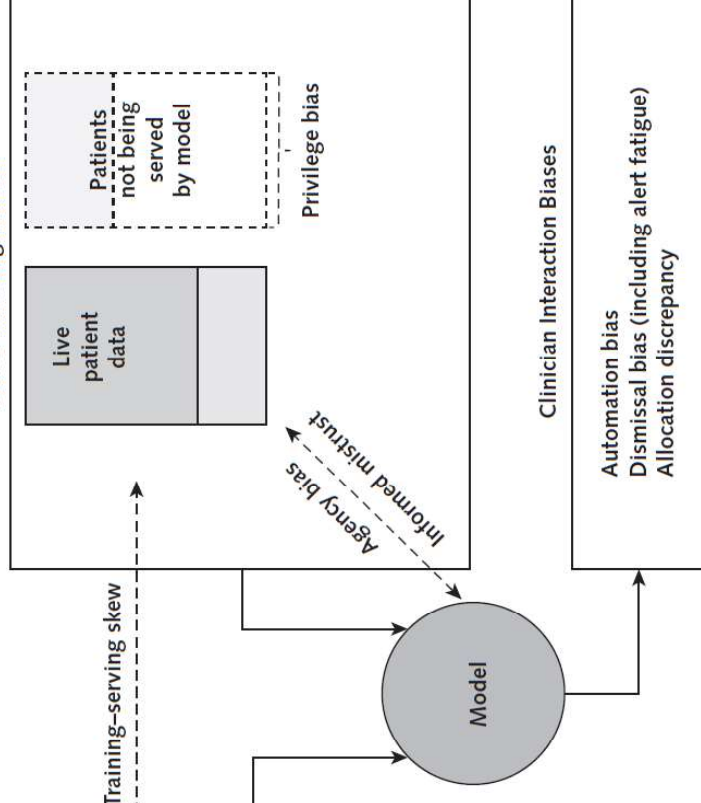 Training–serving skew
Model
Agency bias
Informed mistrust
Live
patient
data
Patients
not being
served
by model
Privilege bias
Clinician Interaction Biases
Automation bias
Dismissal bias (including alert fatigue)
Allocation discrepancy